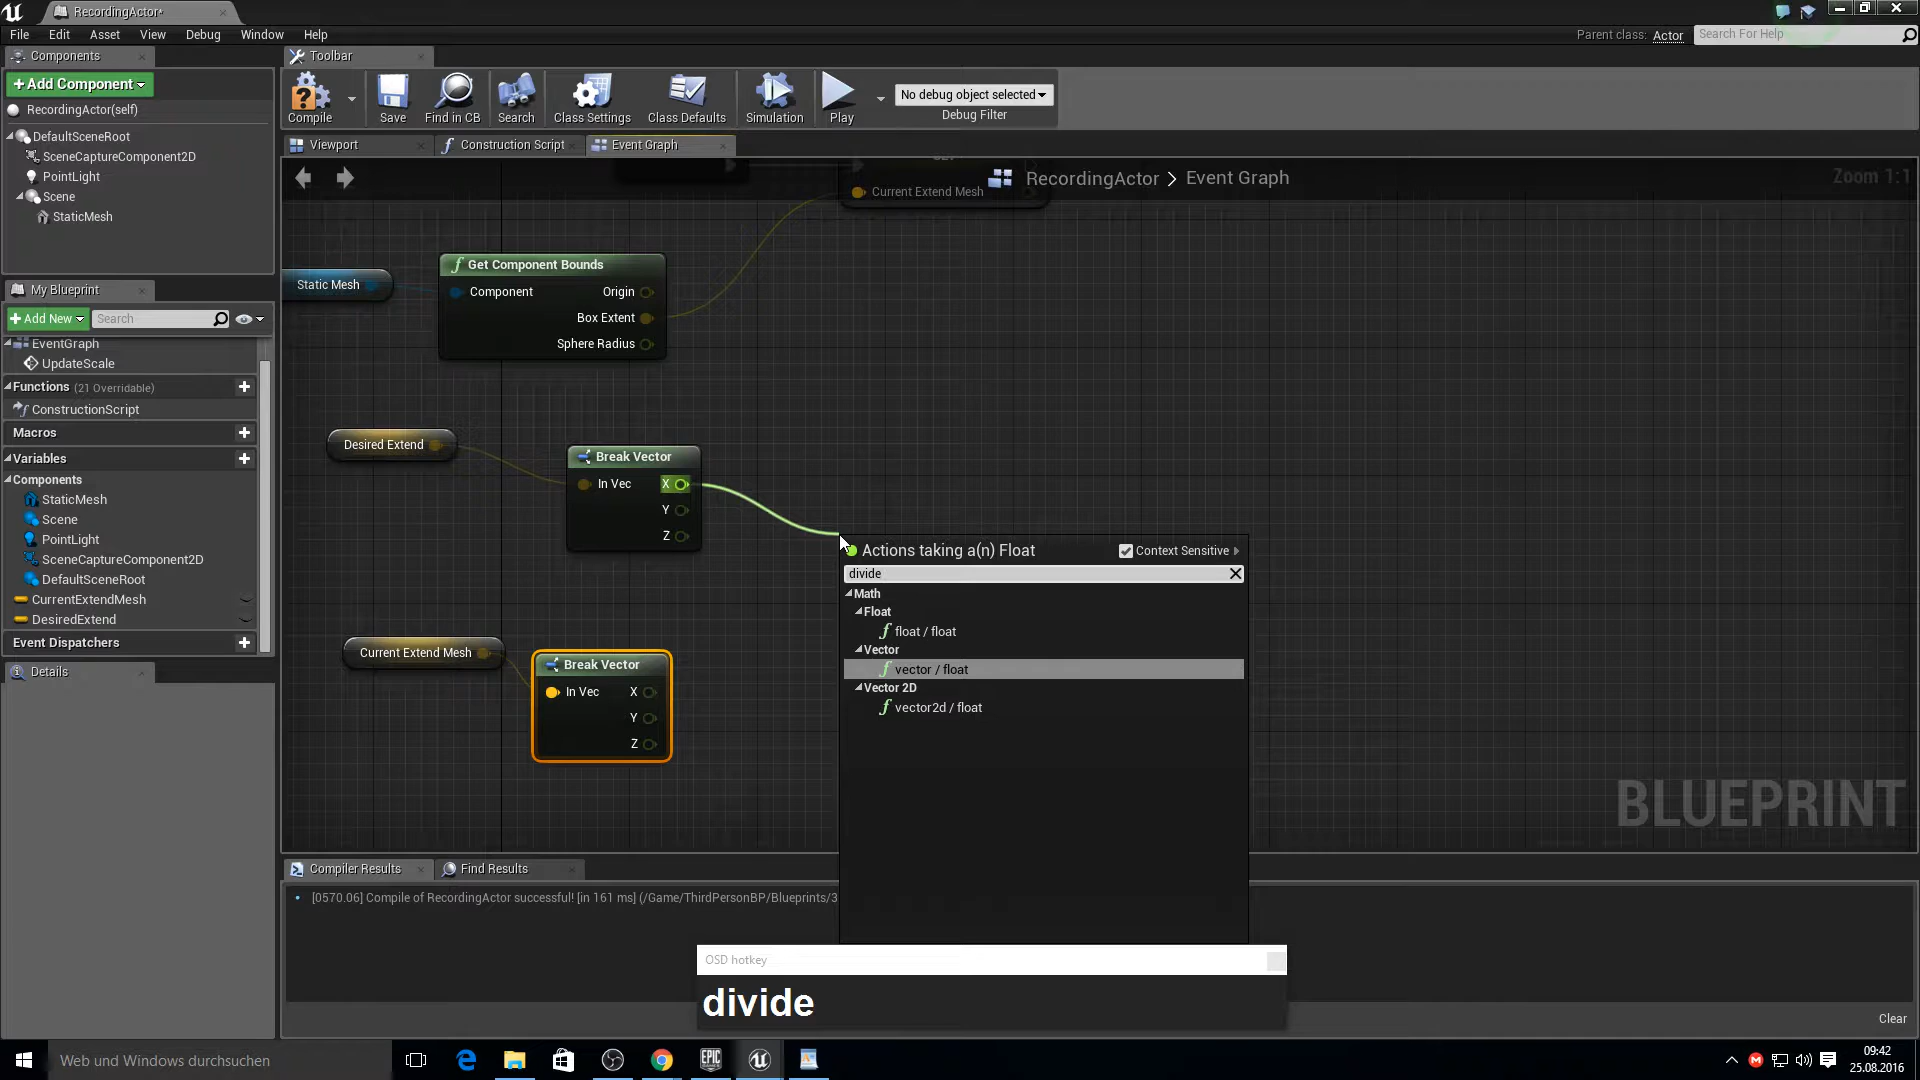 RecordingActor*
File Edit Asset View Debug Window Help
Parent class: Actor
Search For Help
Components
Toolbar
+Add Component
RecordingActor(self)
DefaultSceneRoot
SceneCaptureComponent2D
PointLight
Scene
StaticMesh
Compile
Save
Find in CB
Search
Class Settings
Class Defaults
Simulation
Play
No debug object selected
Debug Filter
Viewport
Construction Script
Event Graph
RecordingActor > Event Graph
Zoom 1:1
Current Extend Mesh
Static Mesh
Get Component Bounds
Component
Origin
Box Extent
Sphere Radius
My Blueprint
+Add New
Search
EventGraph
UpdateScale
Functions (21 Overridable)
ConstructionScript
Macros
Variables
Components
StaticMesh
Scene
PointLight
SceneCaptureComponent2D
DefaultSceneRoot
CurrentExtendMesh
DesiredExtend
Event Dispatchers
Details
Desired Extend
Break Vector
In Vec
X
Y
Z
Current Extend Mesh
Break Vector
In Vec
X
Y
Z
Actions taking a(n) Float
Context Sensitive
divide
Math
Float
float / float
Vector
vector / float
Vector 2D
vector2d / float
BLUEPRINT
Compiler Results
Find Results
[0570.06] Compile of RecordingActor successful! [in 161 ms] (/Game/ThirdPersonBP/Blueprints/3
OSD hotkey
divide
Clear
Web und Windows durchsuchen
EPIC
09:42
25.08.2016